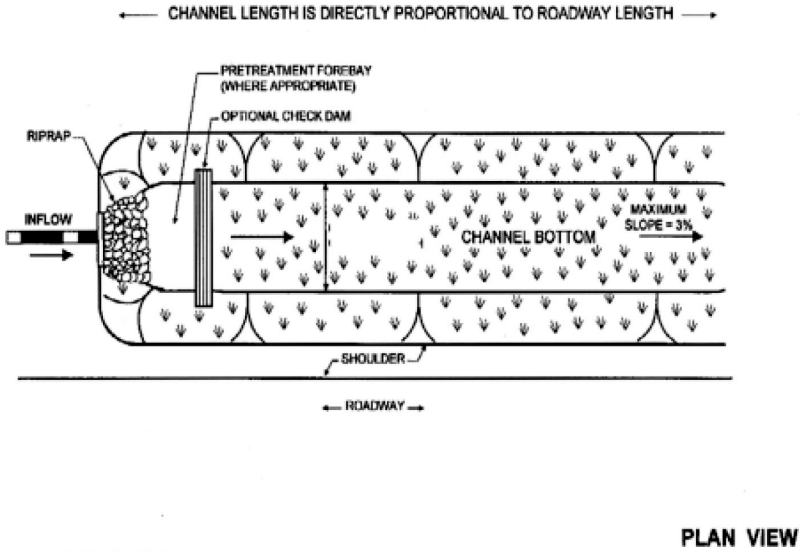 CHANNEL LENGTH IS DIRECTLY PROPORTIONAL TO ROADWAY LENGTH
PRETREATMENT FOREBAY
(WHERE APPROPRIATE)
OPTIONAL CHECK DAM
RIPRAP
INFLOW
CHANNEL BOTTOM
MAXIMUM
SLOPE = 3%
SHOULDER
ROADWAY
PLAN VIEW